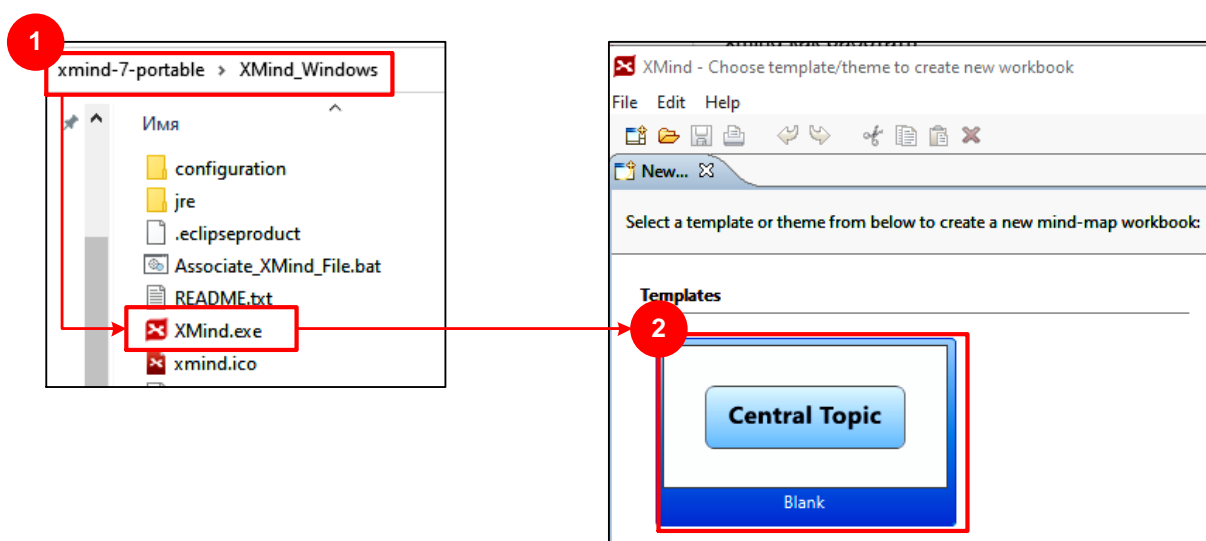 1
xmind-7-portable > XMind_Windows
Имя
configuration
jre
.eclipseproduct
Associate_XMind_File.bat
README.txt
XMind.exe
xmind.ico
XMind - Choose template/theme to create new workbook
File Edit Help
New...
Select a template or theme from below to create a new mind-map workbook:
Templates
2
Central Topic
Blank